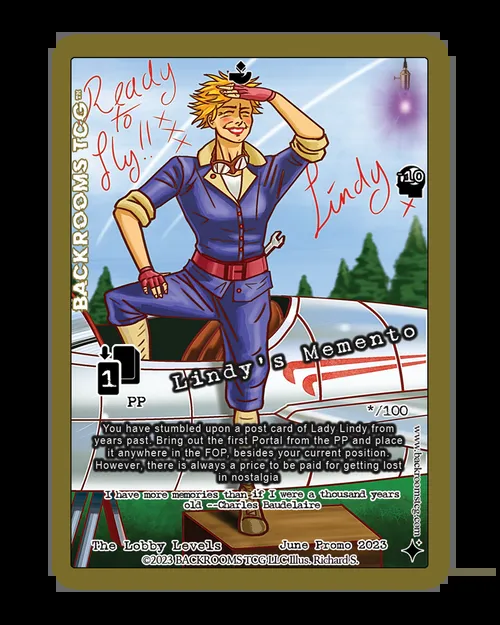 Ready
to
fly!! xxx
BACKROOMS TCG™
10
Lindy
x
Lindy's Memento
1
PP
*/100
You have stumbled upon a post card of Lady Lindy from
years past. Bring out the first Portal from the PP and place
it anywhere in the FOP, besides your current position.
However, there is always a price to be paid for getting lost
in nostalgia
I have more memories than if I were a thousand years
old --Charles Baudelaire
www.backroomstcg.com
The Lobby Levels June Promo 2023
©2023 BACKROOMS TCG LLC Illus. Richard S.